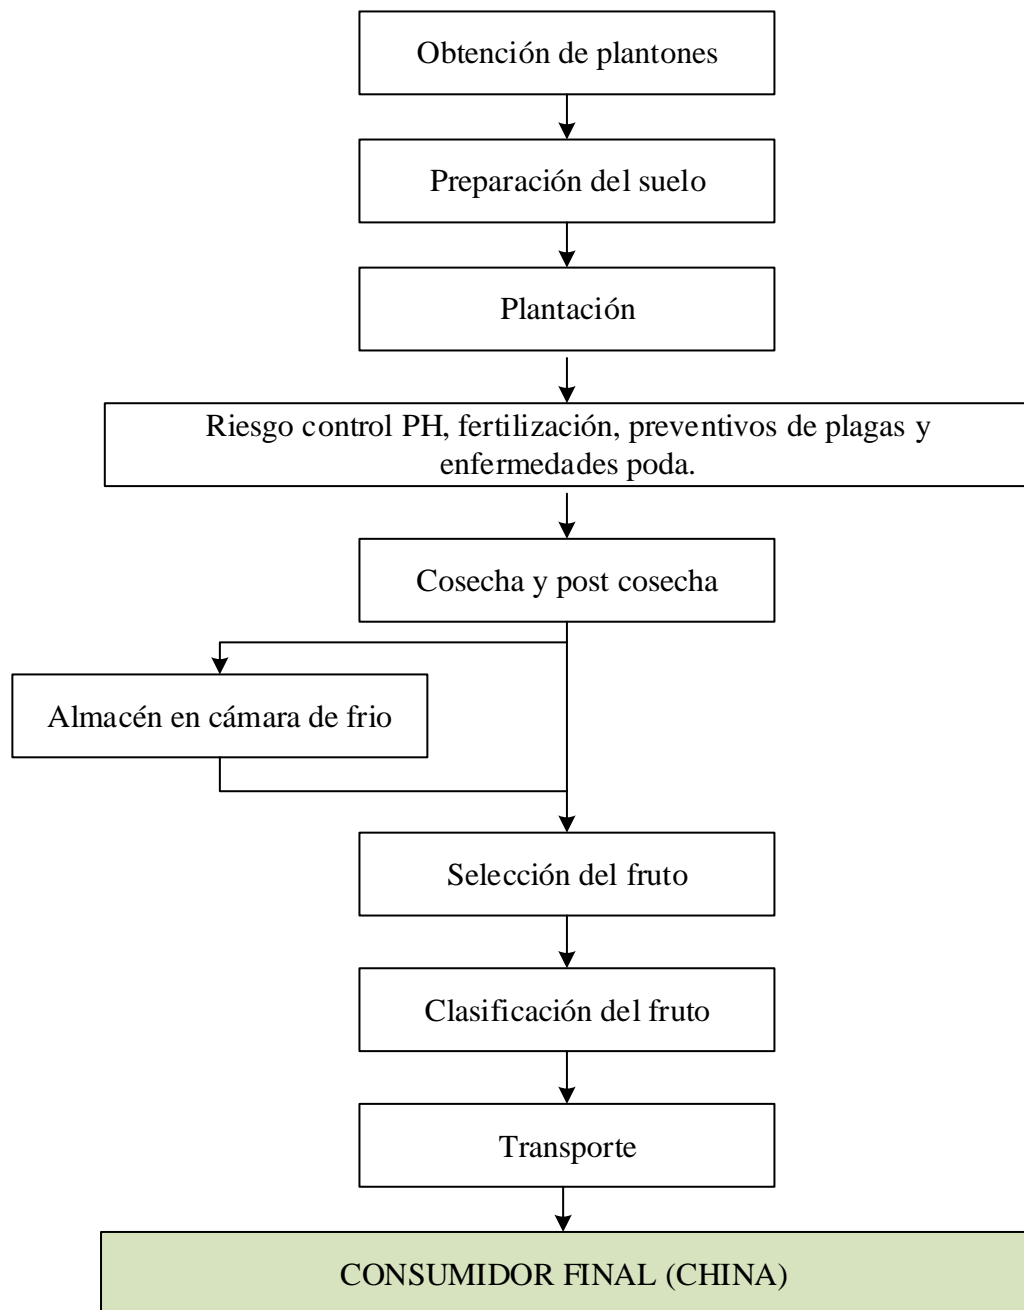 Obtención de plantones
Preparación del suelo
Plantación
Riesgo control PH, fertilización, preventivos de plagas y
enfermedades poda.
Cosecha y post cosecha
Almacén en cámara de frio
Selección del fruto
Clasificación del fruto
Transporte
CONSUMIDOR FINAL (CHINA)